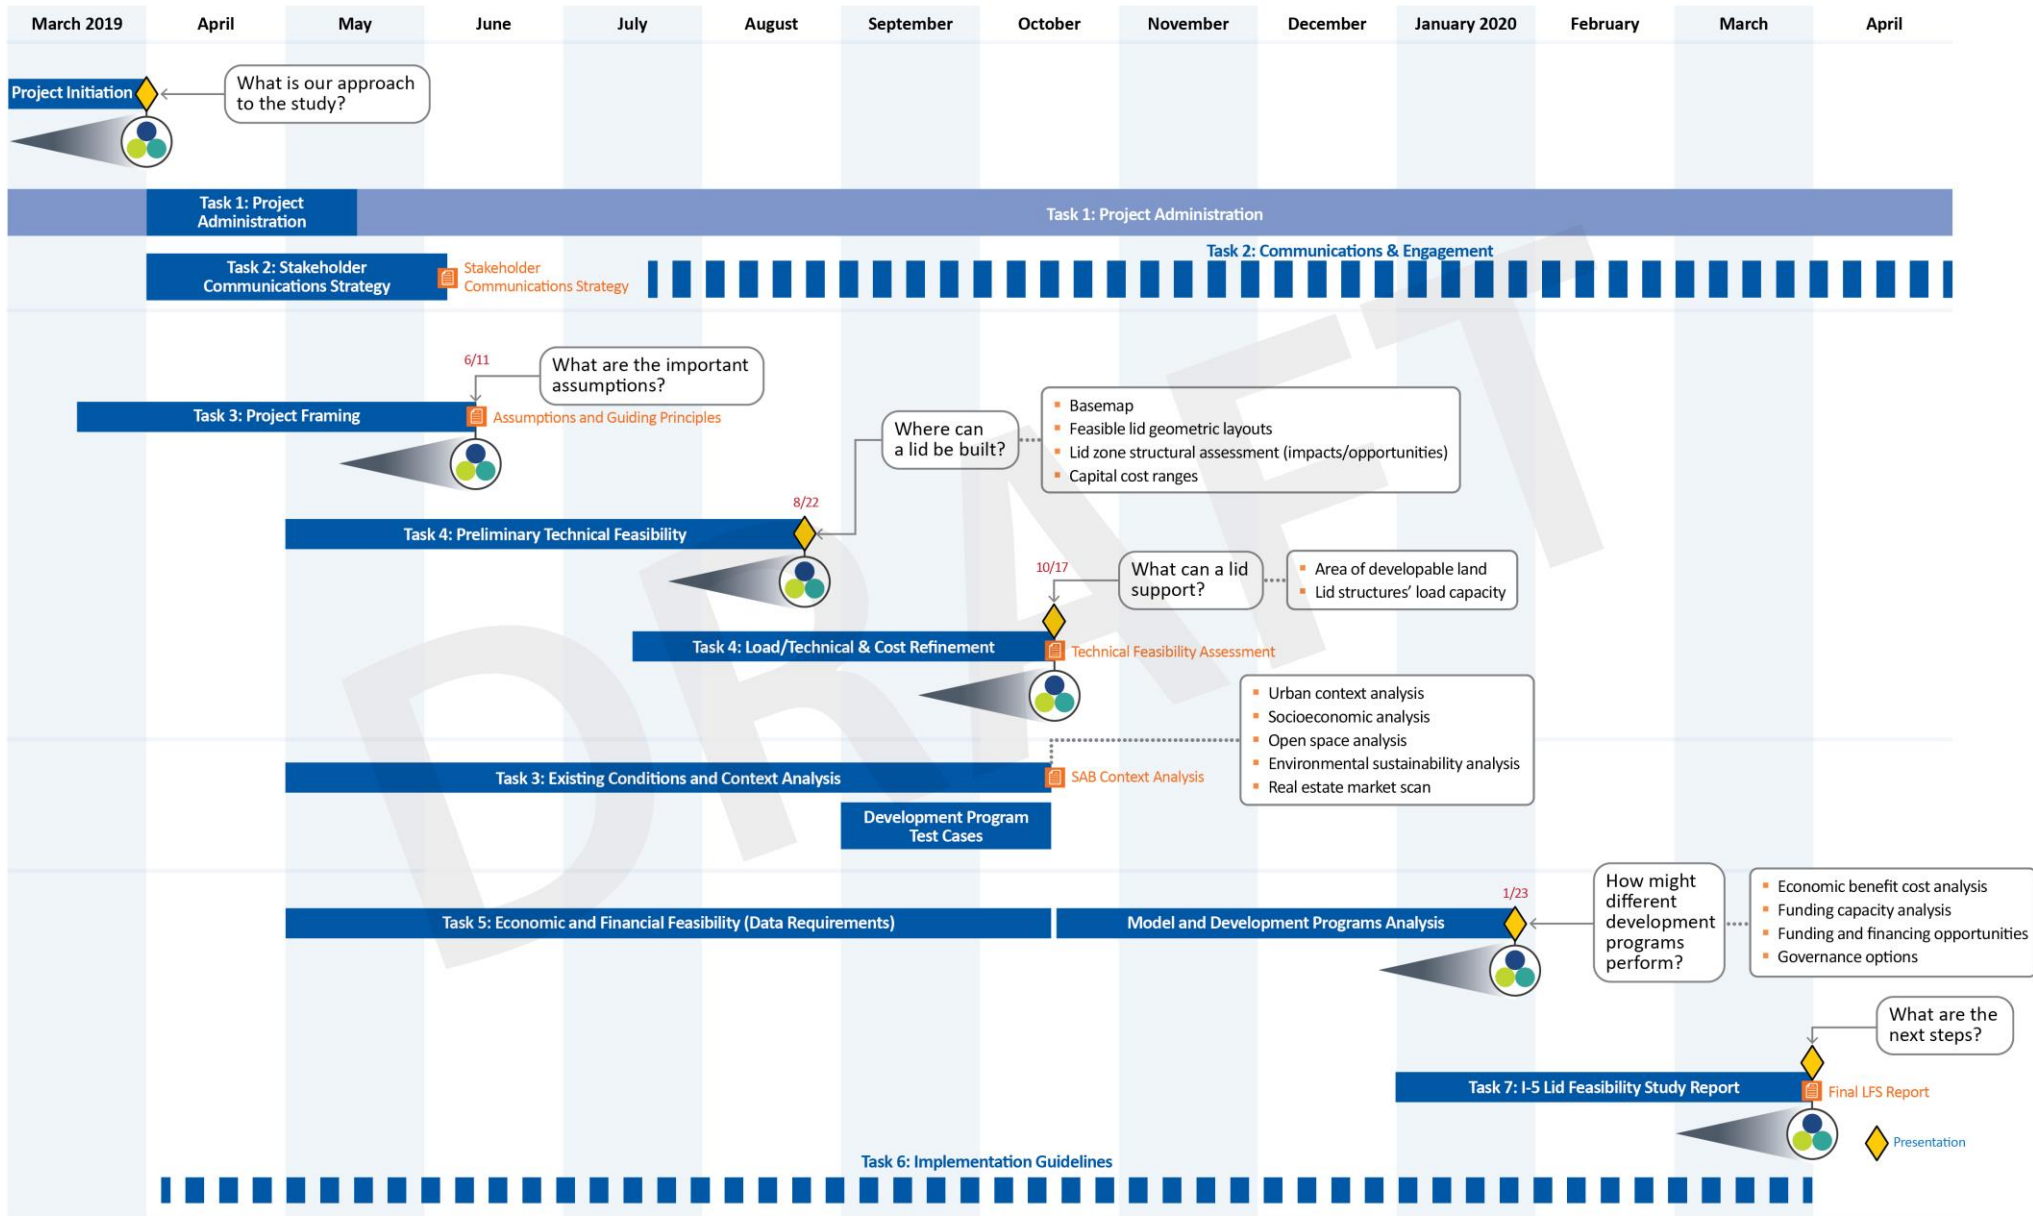 March 2019 April May June July August September October November December January 2020 February March April
Project Initiation
What is our approach
to the study?
Task 1: Project
Administration
Task 1: Project Administration
Task 2: Communications & Engagement
Task 2: Stakeholder
Communications Strategy
Stakeholder
Communications Strategy
6/11
What are the important
assumptions?
Task 3: Project Framing
Assumptions and Guiding Principles
Where can
a lid be built?
Basemap
Feasible lid geometric layouts
Lid zone structural assessment (impacts/opportunities)
Capital cost ranges
8/22
Task 4: Preliminary Technical Feasibility
10/17
What can a lid
support?
Area of developable land
Lid structures' load capacity
Task 4: Load/Technical & Cost Refinement
Technical Feasibility Assessment
Urban context analysis
Socioeconomic analysis
Open space analysis
Environmental sustainability analysis
Real estate market scan
Task 3: Existing Conditions and Context Analysis
SAB Context Analysis
Development Program
Test Cases
Task 5: Economic and Financial Feasibility (Data Requirements)
Model and Development Programs Analysis
1/23
How might
different
development
programs
perform?
Economic benefit cost analysis
Funding capacity analysis
Funding and financing opportunities
Governance options
What are the
next steps?
Task 7: I-5 Lid Feasibility Study Report
Final LFS Report
Presentation
Task 6: Implementation Guidelines
DRAFT